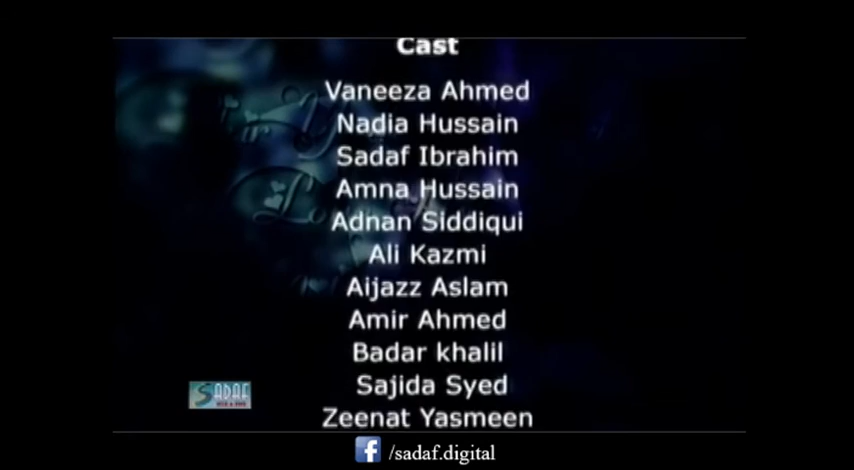 Cast
Vaneeza Ahmed
Nadia Hussain
Sadaf Ibrahim
Amna Hussain
Adnan Siddiqui
Ali Kazmi
Aijazz Aslam
Amir Ahmed
Badar khalil
Sajida Syed
Zeenat Yasmeen
SADAF
/sadaf.digital